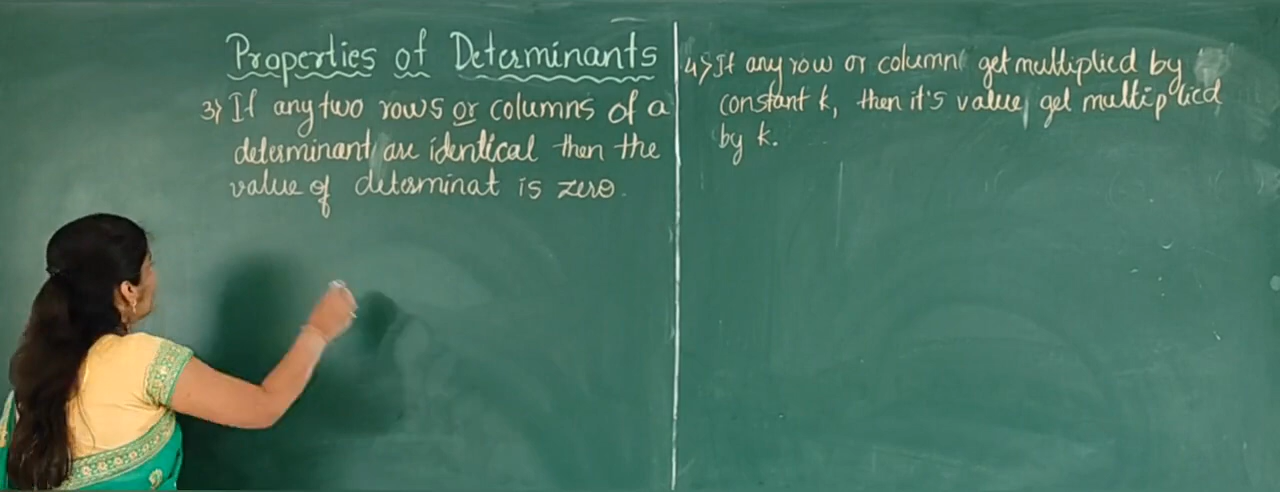 Properties of Determinants
3) If any two rows or columns of a
determinant are identical then the
value of determinat is zero.
4) If any row or column get multiplied by
constant k, then it's value get multiplied
by k.